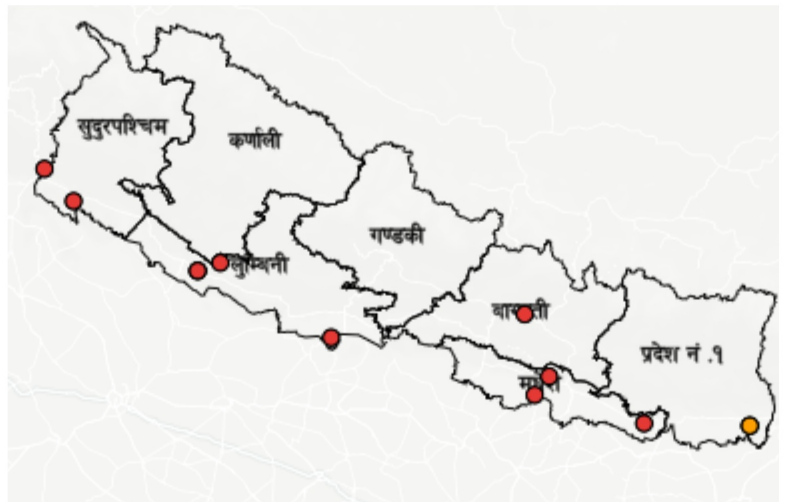 सुदुरपश्चिम
कर्णाली
गण्डकी
लुम्बिनी
प्रदेश नं .१